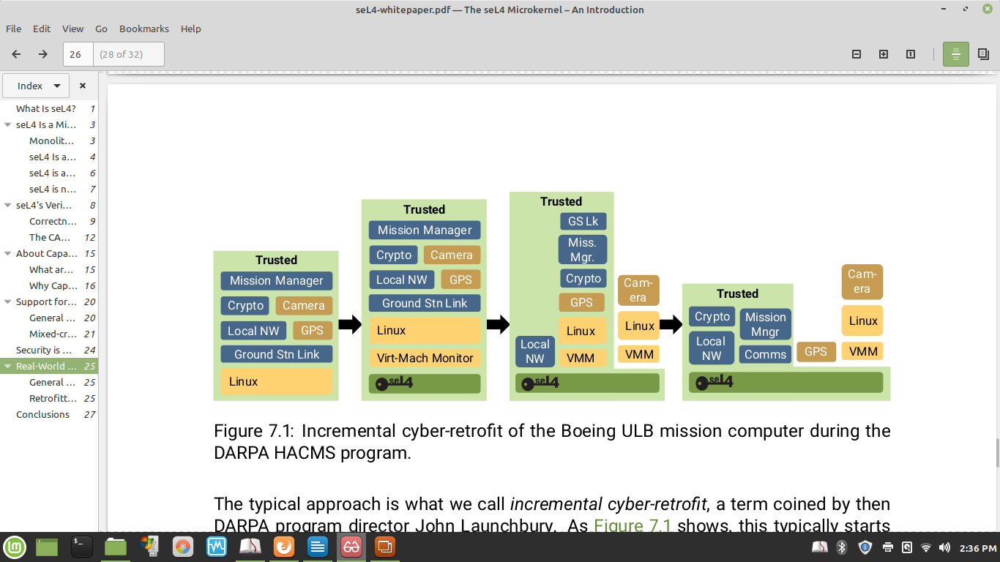 seL4-whitepaper.pdf — The seL4 Microkernel – An Introduction
File Edit View Go Bookmarks Help
26 (28 of 32)
Index
What Is seL4? 1
seL4 Is a Mi... 3
Monolit... 3
seL4 Is a... 4
seL4 is a... 6
seL4 is n... 7
seL4's Veri... 8
Correctn... 9
The CA... 12
About Capa... 15
What ar... 15
Why Cap... 16
Support for... 20
General ... 20
Mixed-cr... 21
Security is ... 24
Real-World ... 25
General ... 25
Retrofitt... 25
Conclusions 27
Trusted
Mission Manager
Crypto Camera
Local NW GPS
Ground Stn Link
Linux
Trusted
Mission Manager
Crypto Camera
Local NW GPS
Ground Stn Link
Linux
Virt-Mach Monitor
seL4
Trusted
GS Lk
Miss.
Mgr.
Crypto
GPS
Linux
Local
NW
VMM
Cam-
era
Linux
VMM
seL4
Trusted
Crypto
Mission
Mngr
Local
NW
Comms
GPS
Cam-
era
Linux
VMM
seL4
Figure 7.1: Incremental cyber-retrofit of the Boeing ULB mission computer during the
DARPA HACMS program.
The typical approach is what we call incremental cyber-retrofit, a term coined by then
DARPA program director John Launchbury. As Figure 7.1 shows, this typically starts
2:36 PM